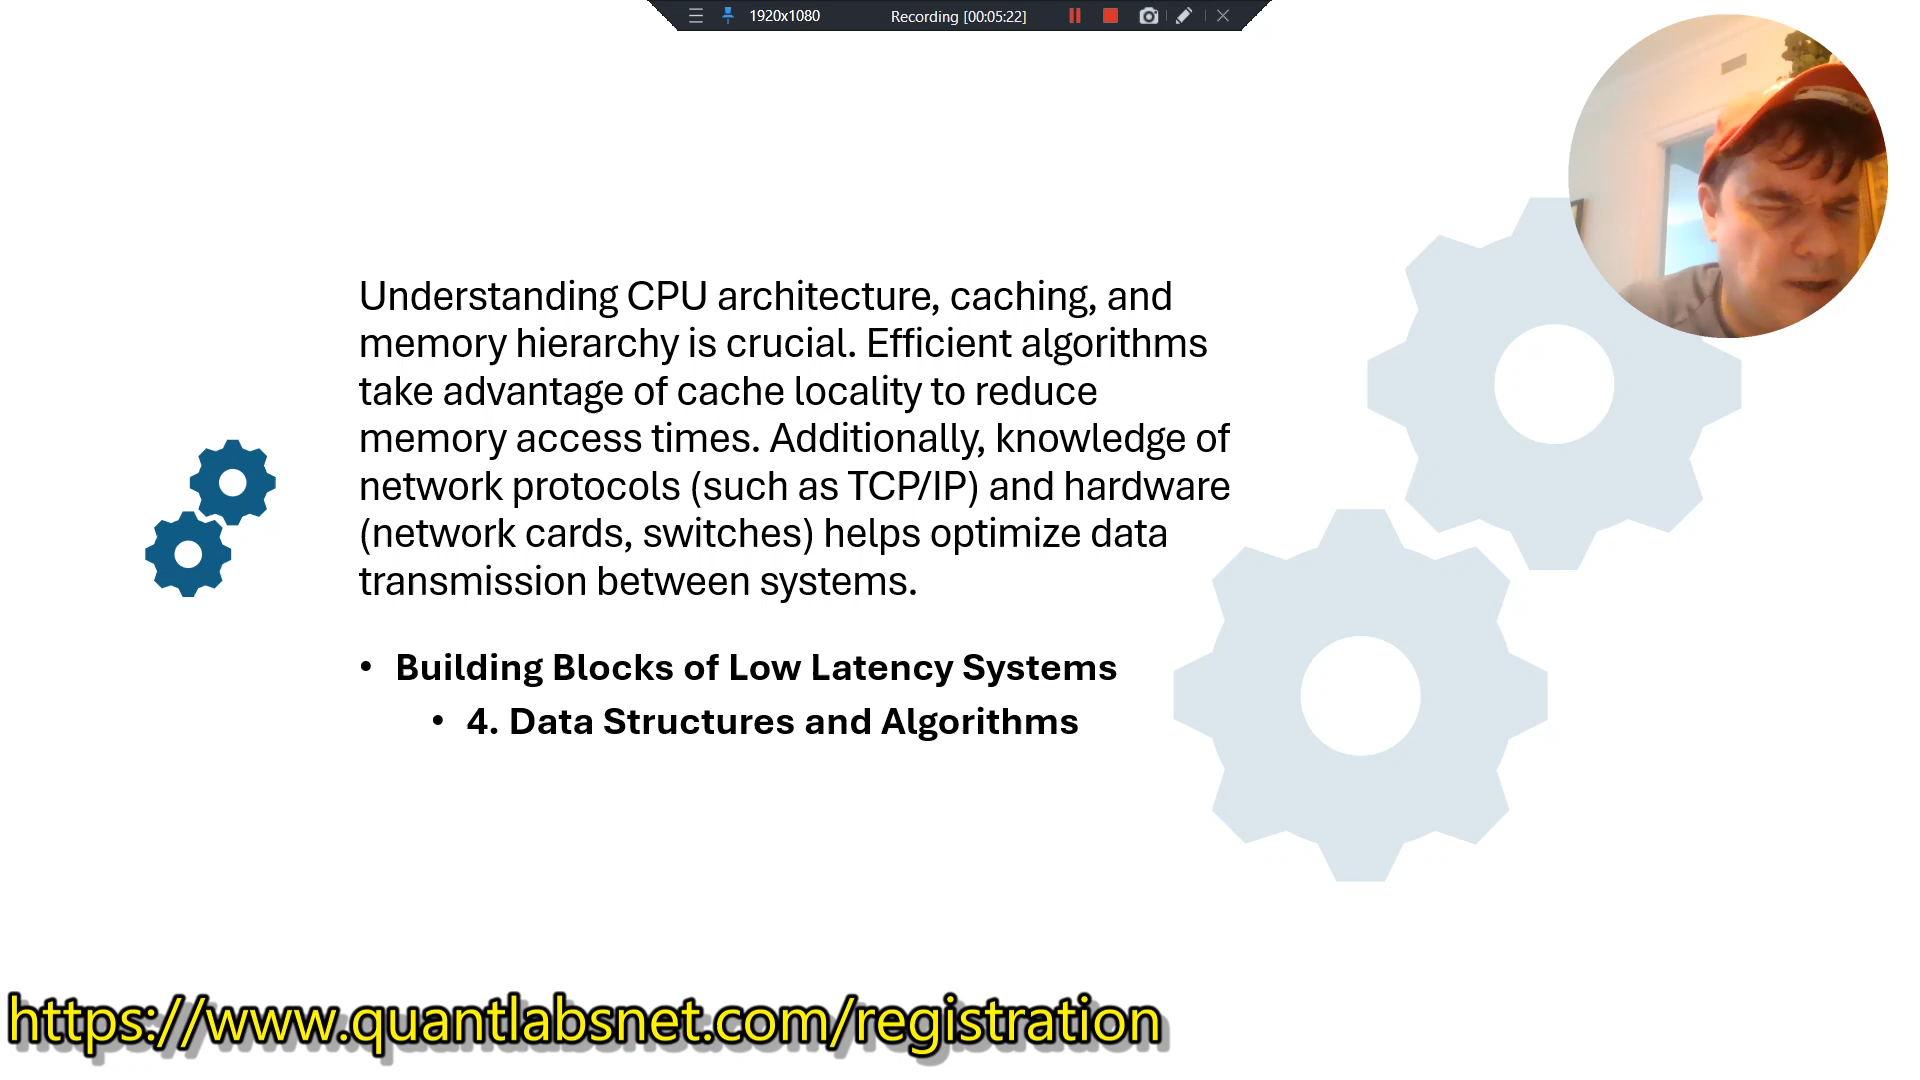 1920x1080
Recording [00:05:22]
Understanding CPU architecture, caching, and
memory hierarchy is crucial. Efficient algorithms
take advantage of cache locality to reduce
memory access times. Additionally, knowledge of
network protocols (such as TCP/IP) and hardware
(network cards, switches) helps optimize data
transmission between systems.
• Building Blocks of Low Latency Systems
• 4. Data Structures and Algorithms
https://www.quantlabsnet.com/registration